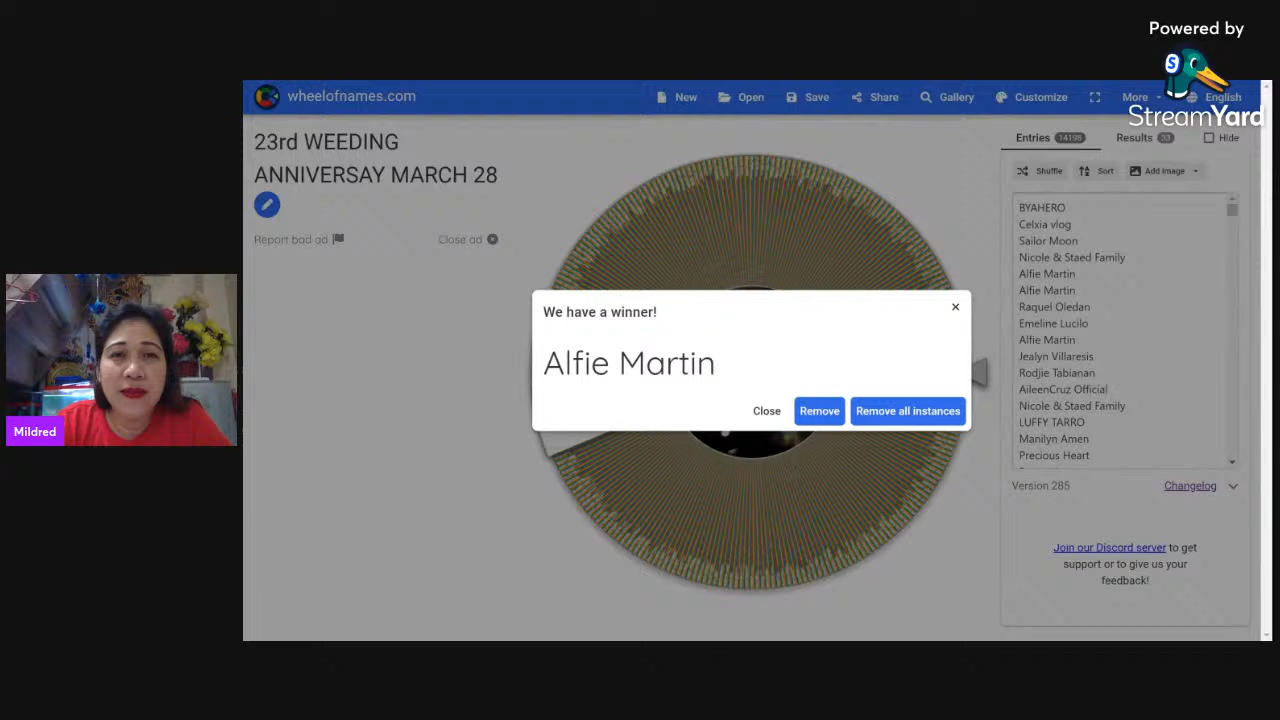 Powered by
StreamYard
wheelofnames.com
New
Open
Save
Share
Gallery
Customize
More
English
23rd WEEDING
ANNIVERSAY MARCH 28
Report bad ad
Close ad
Entries 14198
Results 33
Hide
Shuffle
Sort
Add image
BYAHERO
Celxia vlog
Sailor Moon
Nicole & Staed Family
Alfie Martin
Alfie Martin
Raquel Oledan
Emeline Lucilo
Alfie Martin
Jealyn Villaresis
Rodjie Tabianan
AileenCruz Official
Nicole & Staed Family
LUFFY TARRO
Manilyn Amen
Precious Heart
We have a winner!
Alfie Martin
Close
Remove
Remove all instances
Mildred
Version 285
Changelog
Join our Discord server to get
support or to give us your
feedback!